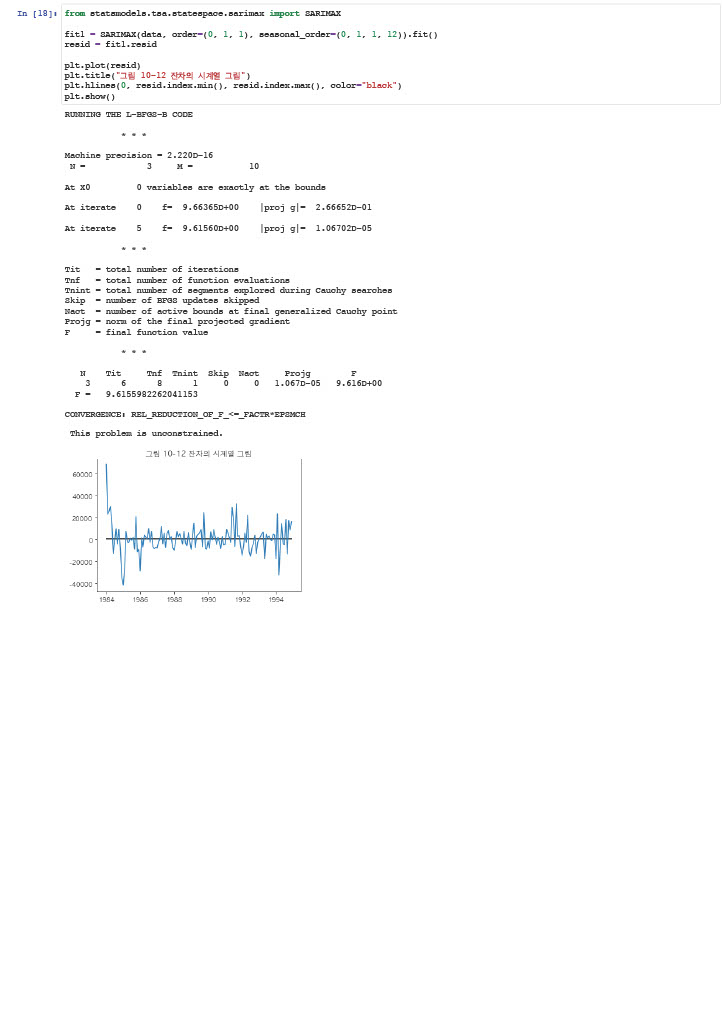 In [18]: from statsmodels.tsa.statespace.sarimax import SARIMAX
fit1 = SARIMAX(data, order=(0, 1, 1), seasonal_order=(0, 1, 1, 12)).fit()
resid = fit1.resid
plt.plot(resid)
plt.title("그림 10-12 잔차의 시계열 그림")
plt.hlines(0, resid.index.min(), resid.index.max(), color="black")
plt.show()
RUNNING THE L-BFGS-B CODE
* * *
Machine precision = 2.220D-16
N = 3 M = 10
At X0 0 variables are exactly at the bounds
At iterate 0 f= 9.66365D+00 |proj g|= 2.66652D-01
At iterate 5 f= 9.61560D+00 |proj g|= 1.06702D-05
* * *
Tit = total number of iterations
Tnf = total number of function evaluations
Tnint = total number of segments explored during Cauchy searches
Skip = number of BFGS updates skipped
Nact = number of active bounds at final generalized Cauchy point
Projg = norm of the final projected gradient
F = final function value
* * *
N Tit Tnf Tnint Skip Nact Projg F
3 6 8 1 0 0 1.067D-05 9.616D+00
F = 9.6155982262041153
CONVERGENCE: REL_REDUCTION_OF_F_<=_FACTR*EPSMCH
This problem is unconstrained.
그림 10-12 잔차의 시계열 그림
60000
40000
20000
0
-20000
-40000
1984 1986 1988 1990 1992 1994